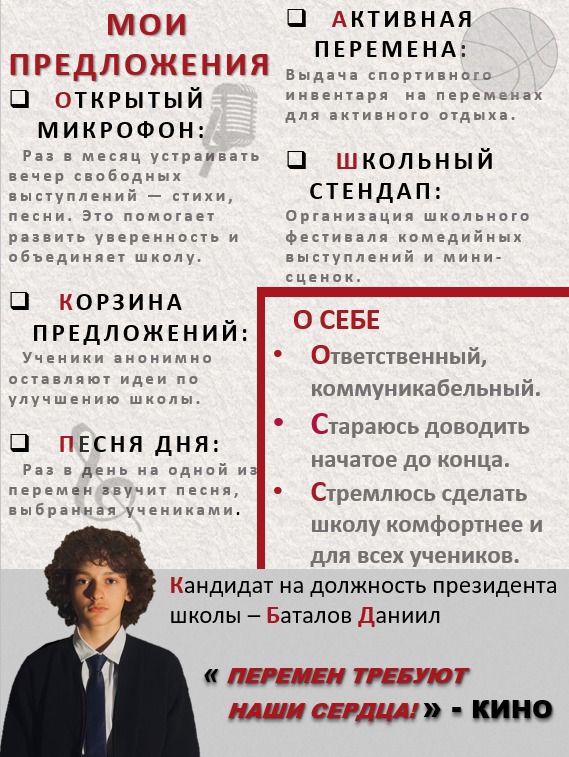 МОИ
ПРЕДЛОЖЕНИЯ
❑ ОТКРЫТЫЙ
МИКРОФОН:
Раз в месяц устраивать
вечер свободных
выступлений — стихи,
песни. Это помогает
развить уверенность и
объединяет школу.
❑ КОРЗИНА
ПРЕДЛОЖЕНИЙ:
Ученики анонимно
оставляют идеи по
улучшению школы.
❑ ПЕСНЯ ДНЯ:
Раз в день на одной из
перемен звучит песня,
выбранная учениками.
❑ АКТИВНАЯ
ПЕРЕМЕНА:
Выдача спортивного
инвентаря на переменах
для активного отдыха.
❑ ШКОЛЬНЫЙ
СТЕНДАП:
Организация школьного
фестиваля комедийных
выступлений и мини-
сценок.
О СЕБЕ
• Ответственный,
коммуникабельный.
• Стараюсь доводить
начатое до конца.
• Стремлюсь сделать
школу комфортнее и
для всех учеников.
Кандидат на должность президента
школы – Баталов Даниил
« ПЕРЕМЕН ТРЕБУЮТ
НАШИ СЕРДЦА! » - КИНО